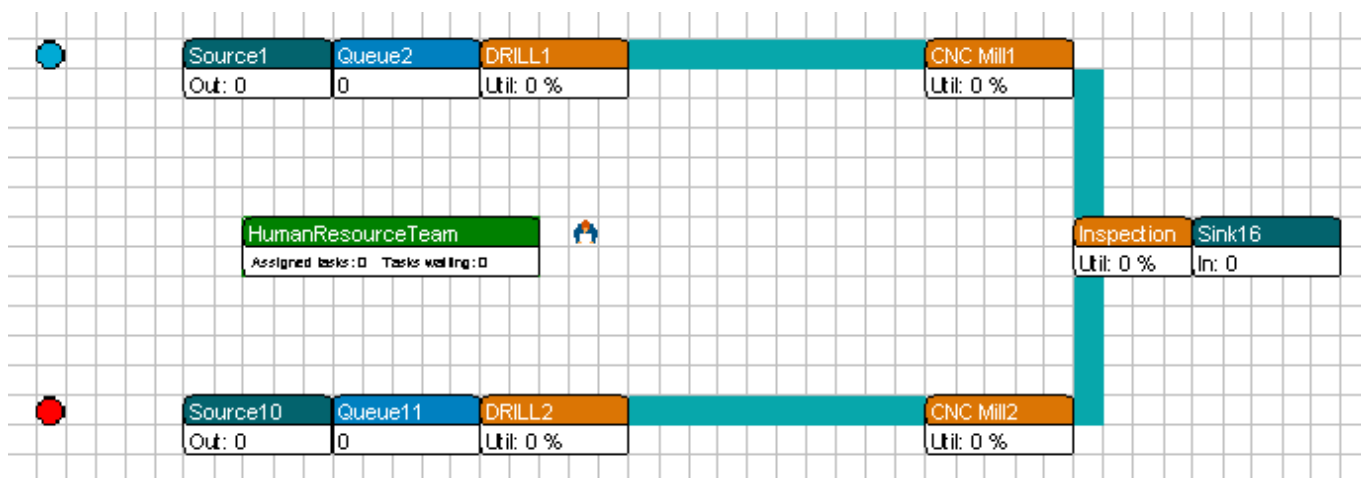 Source1 Queue2 DRILL1 CNC Mill1
Out: 0 0 Util: 0 % Util: 0 %
HumanResourceTeam
Assigned tasks: 0 Tasks waiting: 0
Inspection Sink16
Util: 0 % In: 0
Source10 Queue11 DRILL2 CNC Mill2
Out: 0 0 Util: 0 % Util: 0 %